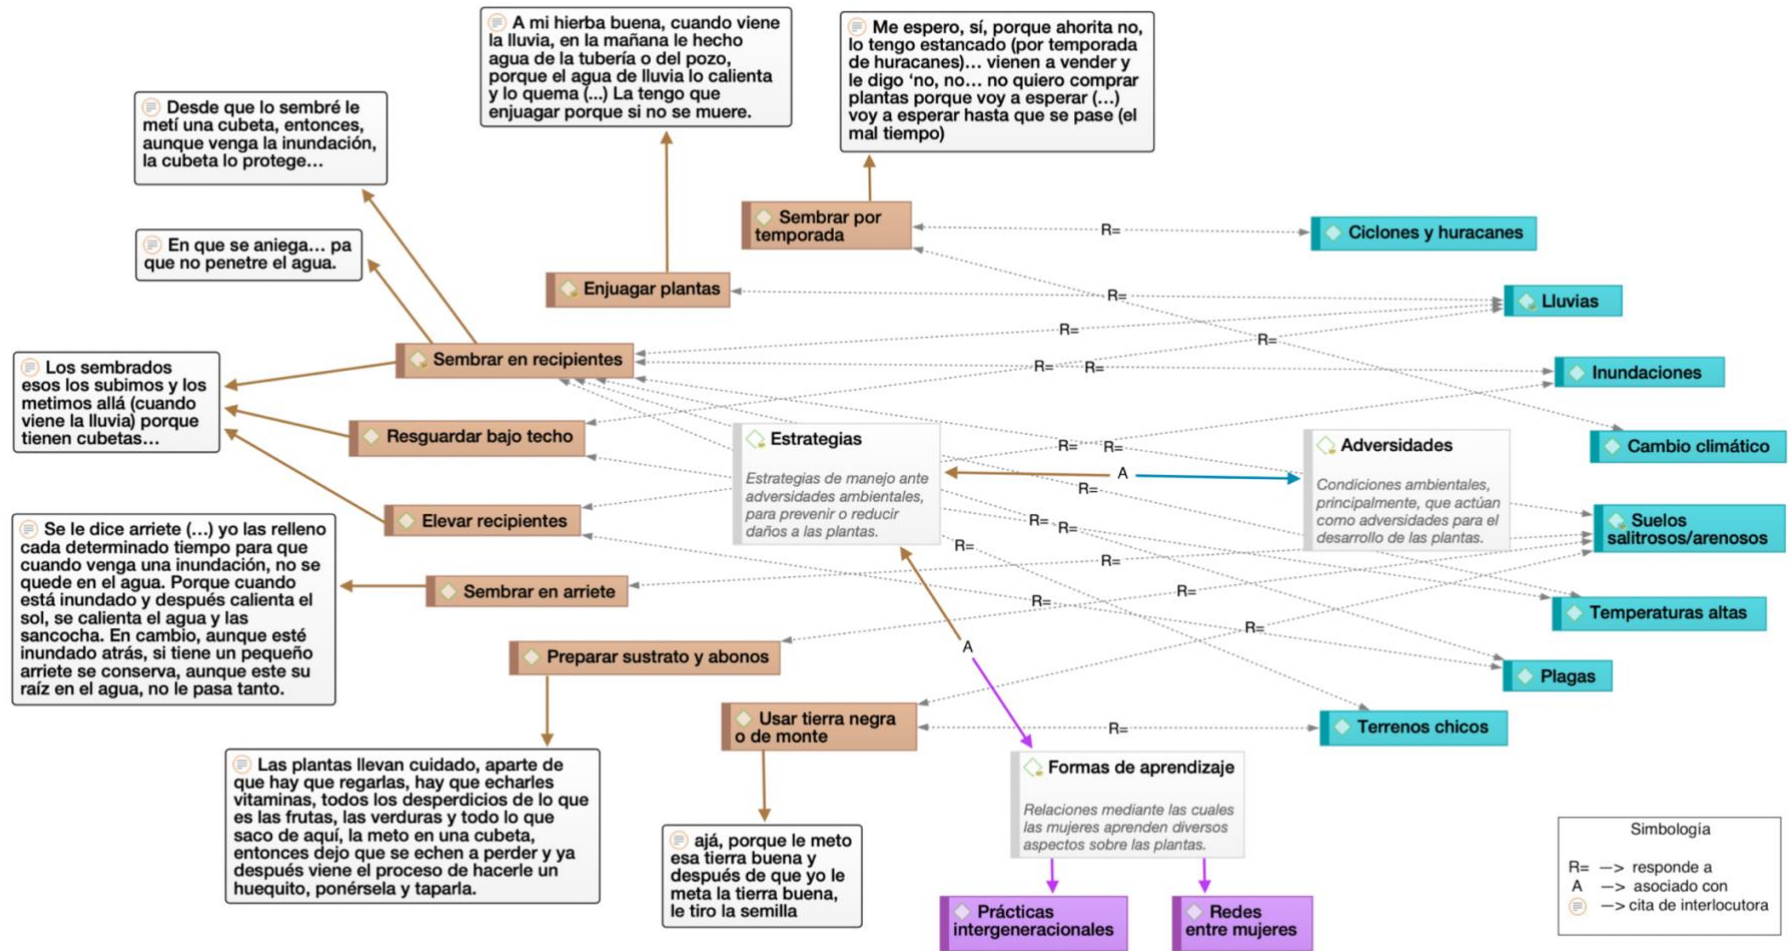 A mi hierba buena, cuando viene
la lluvia, en la mañana le hecho
agua de la tubería o del pozo,
porque el agua de lluvia lo calienta
y lo quema (...) La tengo que
enjuagar porque si no se muere.
Me espero, sí, porque ahorita no,
lo tengo estancado (por temporada
de huracanes)... vienen a vender y
le digo ‘no, no... no quiero comprar
plantas porque voy a esperar (...)
voy a esperar hasta que se pase (el
mal tiempo)
Desde que lo sembré le
metí una cubeta, entonces,
aunque venga la inundación,
la cubeta lo protege...
En que se aniega... pa
que no penetre el agua.
Sembrar por
temporada
R=
Ciclones y huracanes
Enjuagar plantas
R=
Lluvias
R=
R=
Sembrar en recipientes
R=
R=
Inundaciones
Los sembrados
esos los subimos y los
metimos allá (cuando
viene la lluvia) porque
tienen cubetas...
Resguardar bajo techo
Estrategias
Estrategias de manejo ante
adversidades ambientales,
para prevenir o reducir
daños a las plantas.
R=
R=
A
R=
Adversidades
Condiciones ambientales,
principalmente, que actúan
como adversidades para el
desarrollo de las plantas.
Cambio climático
Elevar recipientes
R=
R=
R=
Suelos
salitrosos/arenosos
Se le dice arriete (...) yo las relleno
cada determinado tiempo para que
cuando venga una inundación, no se
quede en el agua. Porque cuando
está inundado y después calienta el
sol, se calienta el agua y las
sancocha. En cambio, aunque esté
inundado atrás, si tiene un pequeño
arriete se conserva, aunque este su
raíz en el agua, no le pasa tanto.
Sembrar en arriete
R=
R=
R=
Temperaturas altas
R=
A
Preparar sustrato y abonos
Plagas
Usar tierra negra
o de monte
R=
Terrenos chicos
Las plantas llevan cuidado, aparte de
que hay que regarlas, hay que echarles
vitaminas, todos los desperdicios de lo que
es las frutas, las verduras y todo lo que
saco de aquí, la meto en una cubeta,
entonces dejo que se echen a perder y ya
después viene el proceso de hacerle un
huequito, ponérsela y taparla.
ajá, porque le meto
esa tierra buena y
después de que yo le
meta la tierra buena,
le tiro la semilla
Formas de aprendizaje
Relaciones mediante las cuales
las mujeres aprenden diversos
aspectos sobre las plantas.
Prácticas
intergeneracionales
Redes
entre mujeres
Simbología
R= —> responde a
A —> asociado con
—> cita de interlocutora